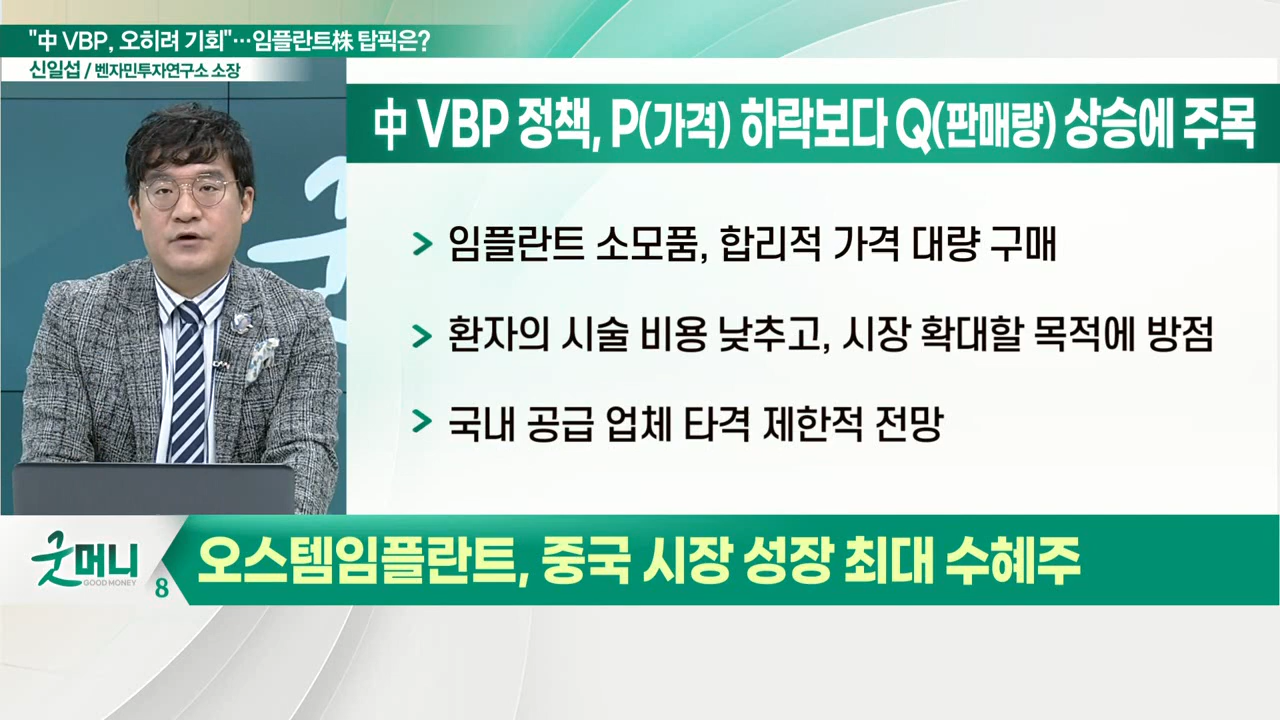 "中 VBP, 오히려 기회"…임플란트株 탑픽은?
신일섭 / 벤자민투자연구소 소장
中 VBP 정책, P(가격) 하락보다 Q(판매량) 상승에 주목
> 임플란트 소모품, 합리적 가격 대량 구매
> 환자의 시술 비용 낮추고, 시장 확대할 목적에 방점
> 국내 공급 업체 타격 제한적 전망
굿머니
GOOD MONEY
8
오스템임플란트, 중국 시장 성장 최대 수혜주